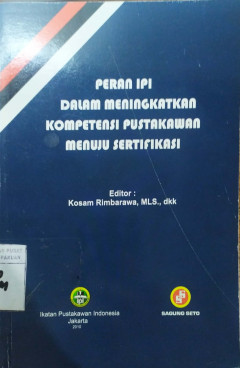 PERAN IPI
DALAM MENINGKATKAN
KOMPETENSI PUSTAKAWAN
MENUJU SERTIFIKASI
Editor :
Kosam Rimbarawa, MLS., dkk
Ikatan Pustakawan Indonesia
Jakarta
2010
SAGUNG SETO